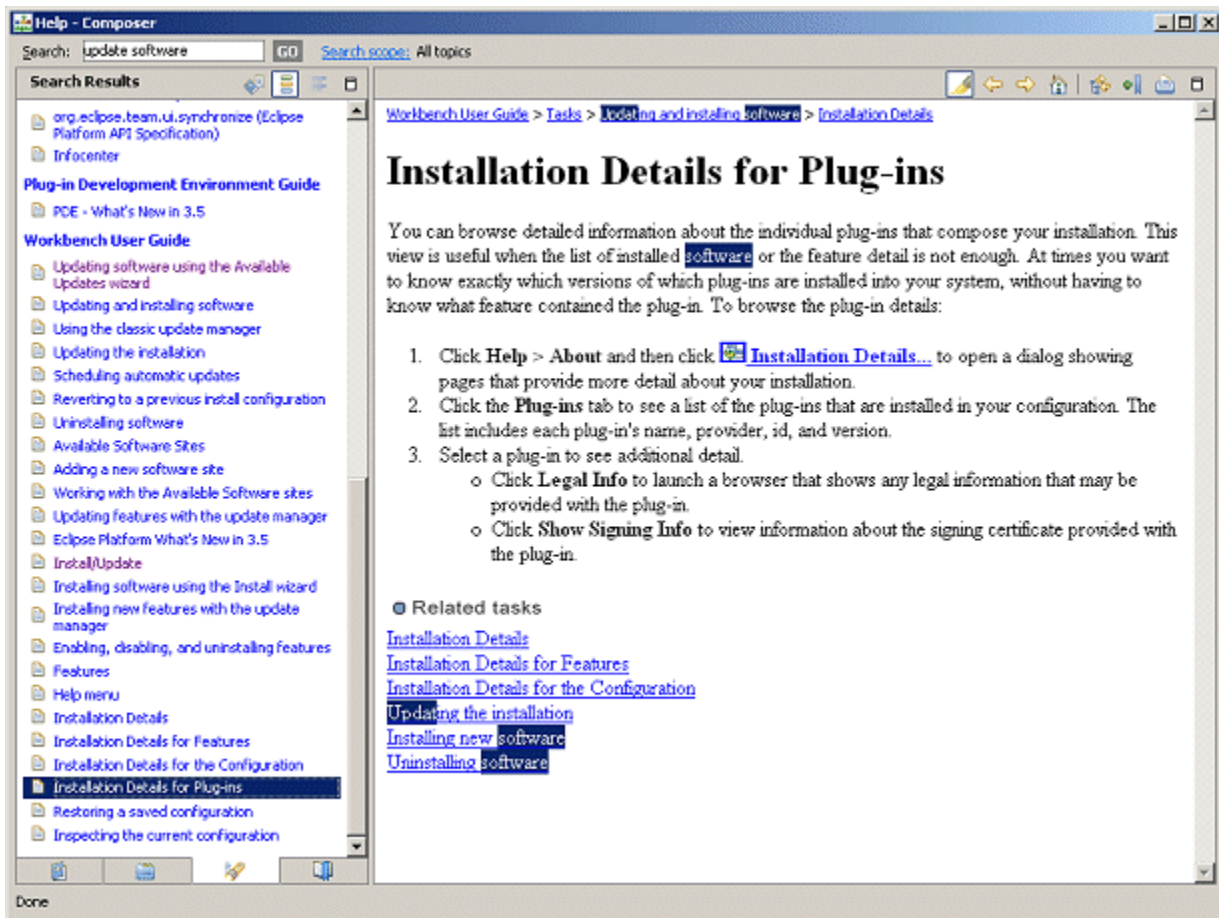 Help - Composer
Search: update software GO Search scope: All topics
Search Results
org.eclipse.team.ui.synchronize (Eclipse
Platform API Specification)
Infocenter
Plug-in Development Environment Guide
PDE - What's New in 3.5
Workbench User Guide
Updating software using the Available
Updates wizard
Updating and installing software
Using the classic update manager
Updating the installation
Scheduling automatic updates
Reverting to a previous install configuration
Uninstalling software
Available Software Sites
Adding a new software site
Working with the Available Software sites
Updating features with the update manager
Eclipse Platform What's New in 3.5
Install/Update
Installing software using the Install wizard
Installing new features with the update
manager
Enabling, disabling, and uninstalling features
Features
Help menu
Installation Details
Installation Details for Features
Installation Details for the Configuration
Installation Details for Plug-ins
Restoring a saved configuration
Inspecting the current configuration
Workbench User Guide > Tasks > Updating and installing software > Installation Details
Installation Details for Plug-ins
You can browse detailed information about the individual plug-ins that compose your installation. This
view is useful when the list of installed software or the feature detail is not enough. At times you want
to know exactly which versions of which plug-ins are installed into your system, without having to
know what feature contained the plug-in. To browse the plug-in details:
1. Click Help > About and then click Installation Details... to open a dialog showing
pages that provide more detail about your installation.
2. Click the Plug-ins tab to see a list of the plug-ins that are installed in your configuration. The
list includes each plug-in's name, provider, id, and version.
3. Select a plug-in to see additional detail.
o Click Legal Info to launch a browser that shows any legal information that may be
provided with the plug-in.
o Click Show Signing Info to view information about the signing certificate provided with
the plug-in.
Related tasks
Installation Details
Installation Details for Features
Installation Details for the Configuration
Updating the installation
Installing new software
Uninstalling software
Done